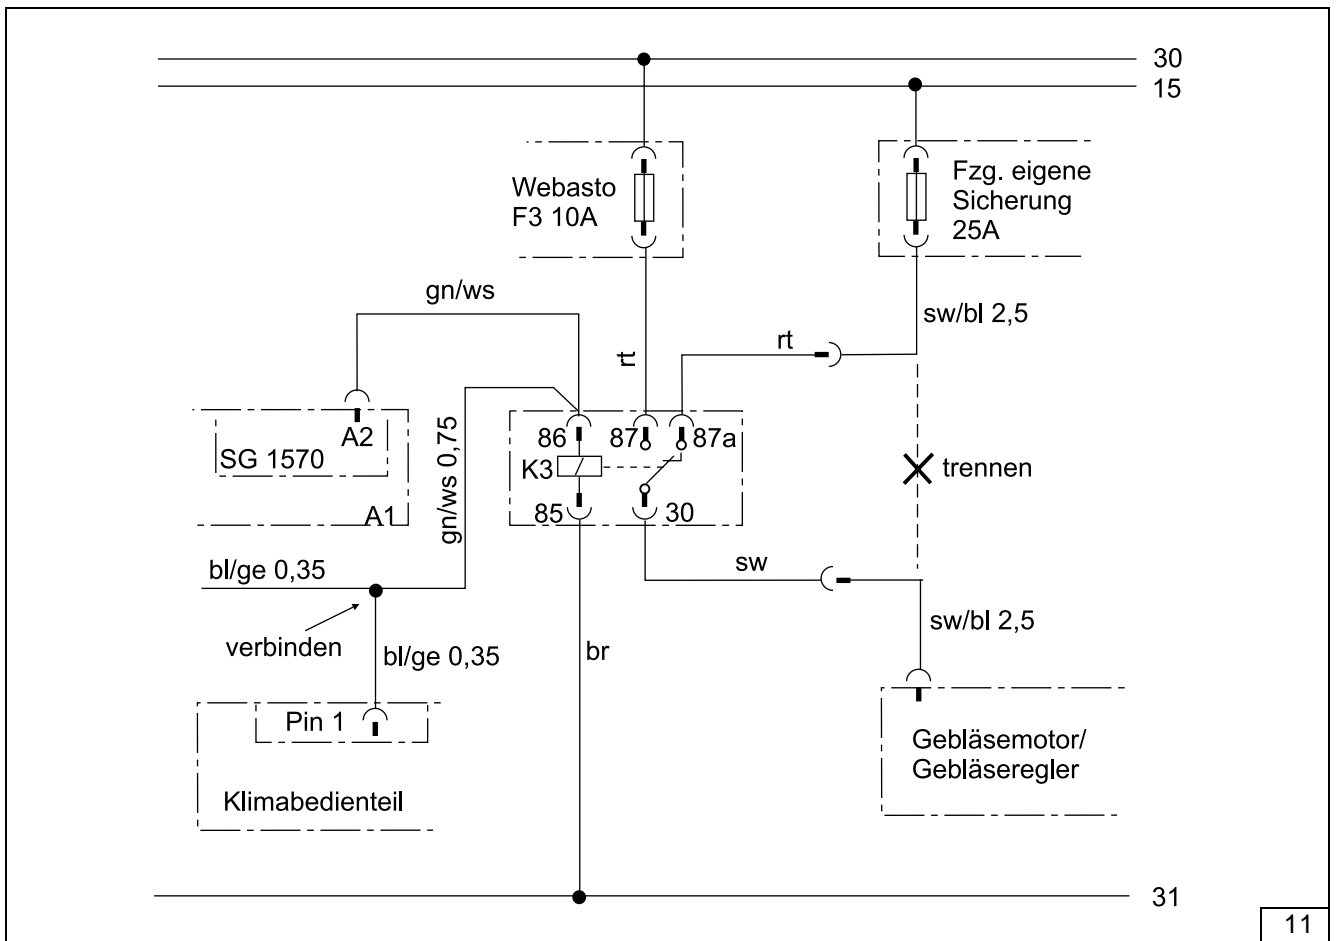 30
15
Webasto
F3 10A
Fzg. eigene
Sicherung
25A
gn/ws
sw/bl 2,5
rt
rt
A2
SG 1570
A1
gn/ws 0,75
86
87
87a
K3
85
30
trennen
bl/ge 0,35
sw
verbinden
bl/ge 0,35
br
sw/bl 2,5
Pin 1
Klimabedienteil
Gebläsemotor/
Gebläseregler
31
11